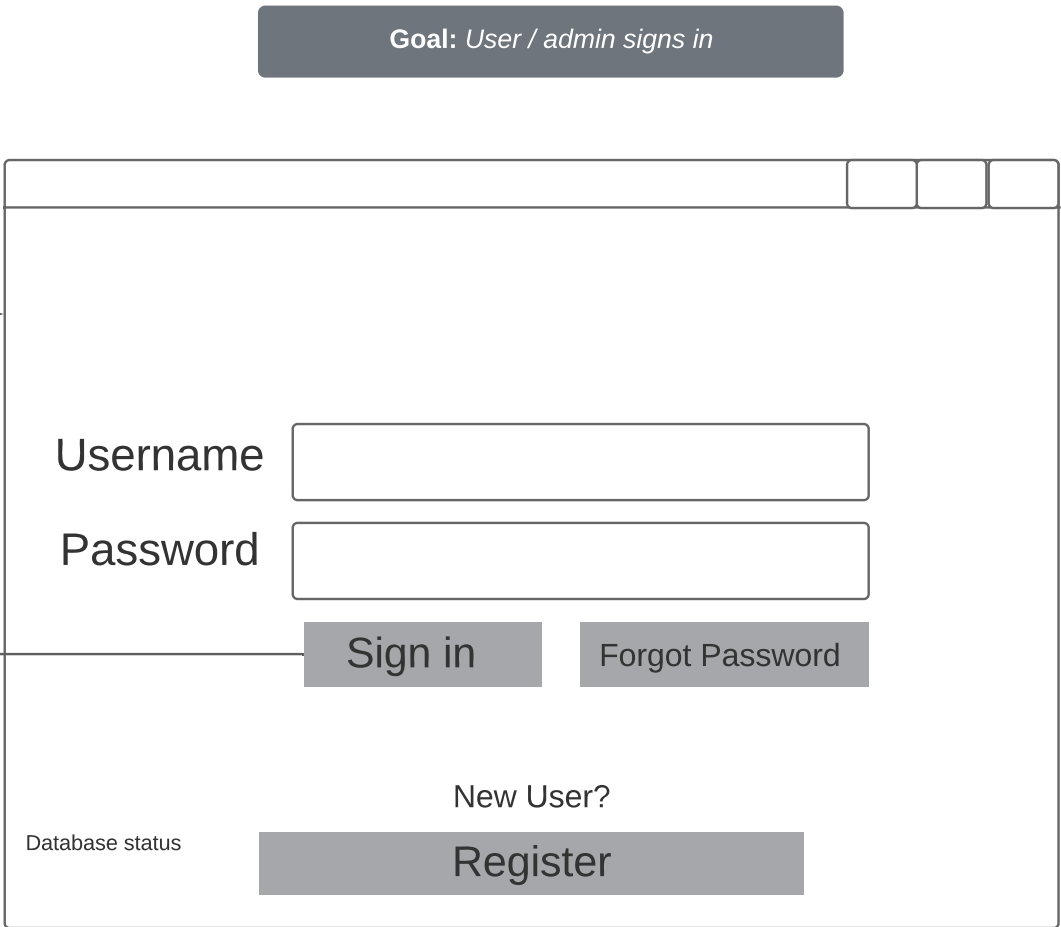 Goal: User / admin signs in
Username
Password
Sign in
Forgot Password
New User?
Database status
Register